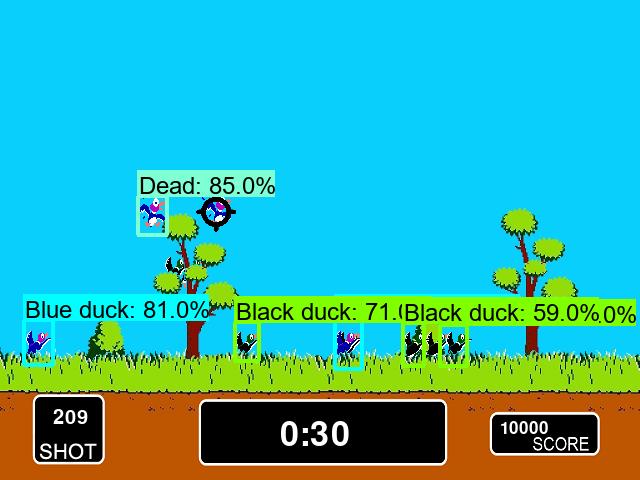 Dead: 85.0%
Blue duck: 81.0%
Black duck: 71.
Black duck: 59.0%
.0%
209
SHOT
0:30
10000
SCORE